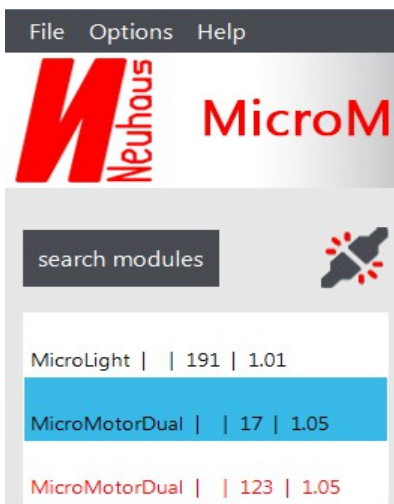 File Options Help
Neuhaus
MicroM
search modules
MicroLight | | 191 | 1.01
MicroMotorDual | | 17 | 1.05
MicroMotorDual | | 123 | 1.05